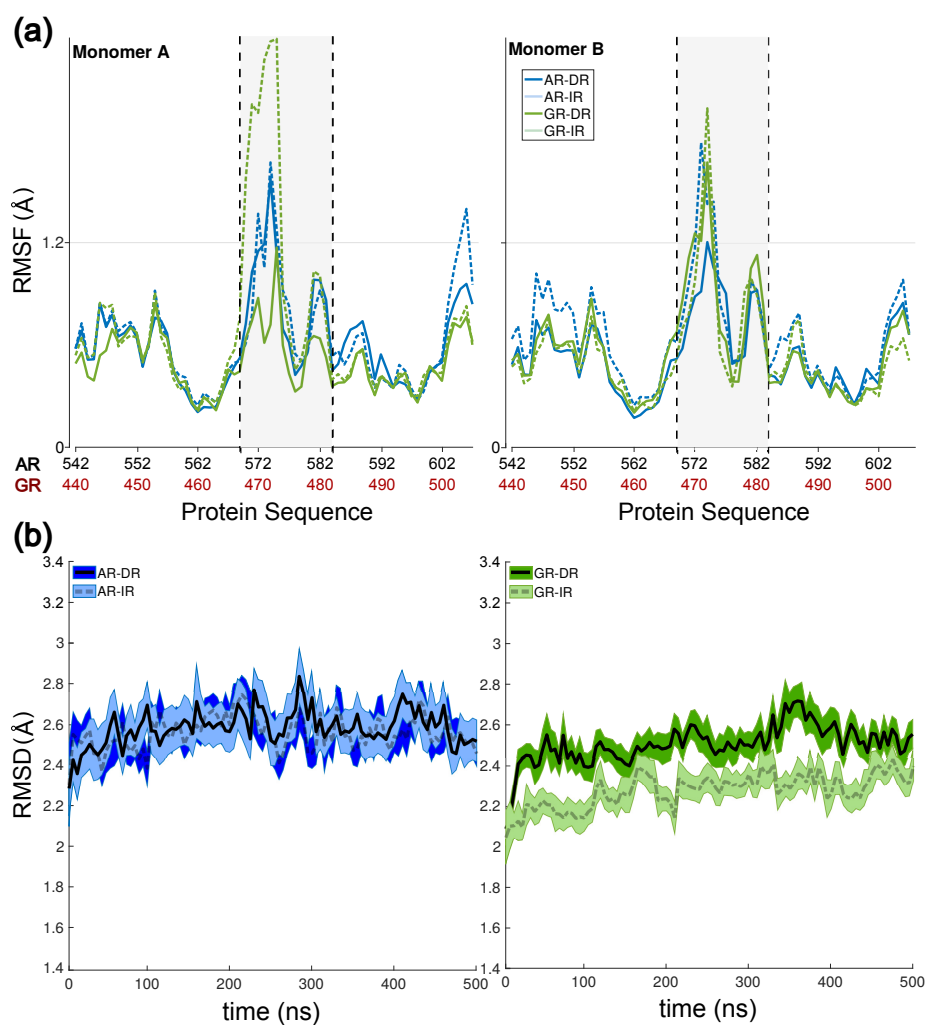 (a)
Monomer A
Monomer B
AR-DR
AR-IR
GR-DR
GR-IR
RMSF (Å)
1.2
0
1.2
0
AR
542 552 562 572 582 592 602
542 552 562 572 582 592 602
GR
440 450 460 470 480 490 500
440 450 460 470 480 490 500
Protein Sequence
Protein Sequence
(b)
3.4
3.2
3
2.8
2.6
2.4
2.2
2
1.8
1.6
1.4
AR-DR
AR-IR
RMSD (Å)
0 100 200 300 400 500
time (ns)
3.4
3.2
3
2.8
2.6
2.4
2.2
2
1.8
1.6
1.4
GR-DR
GR-IR
0 100 200 300 400 500
time (ns)